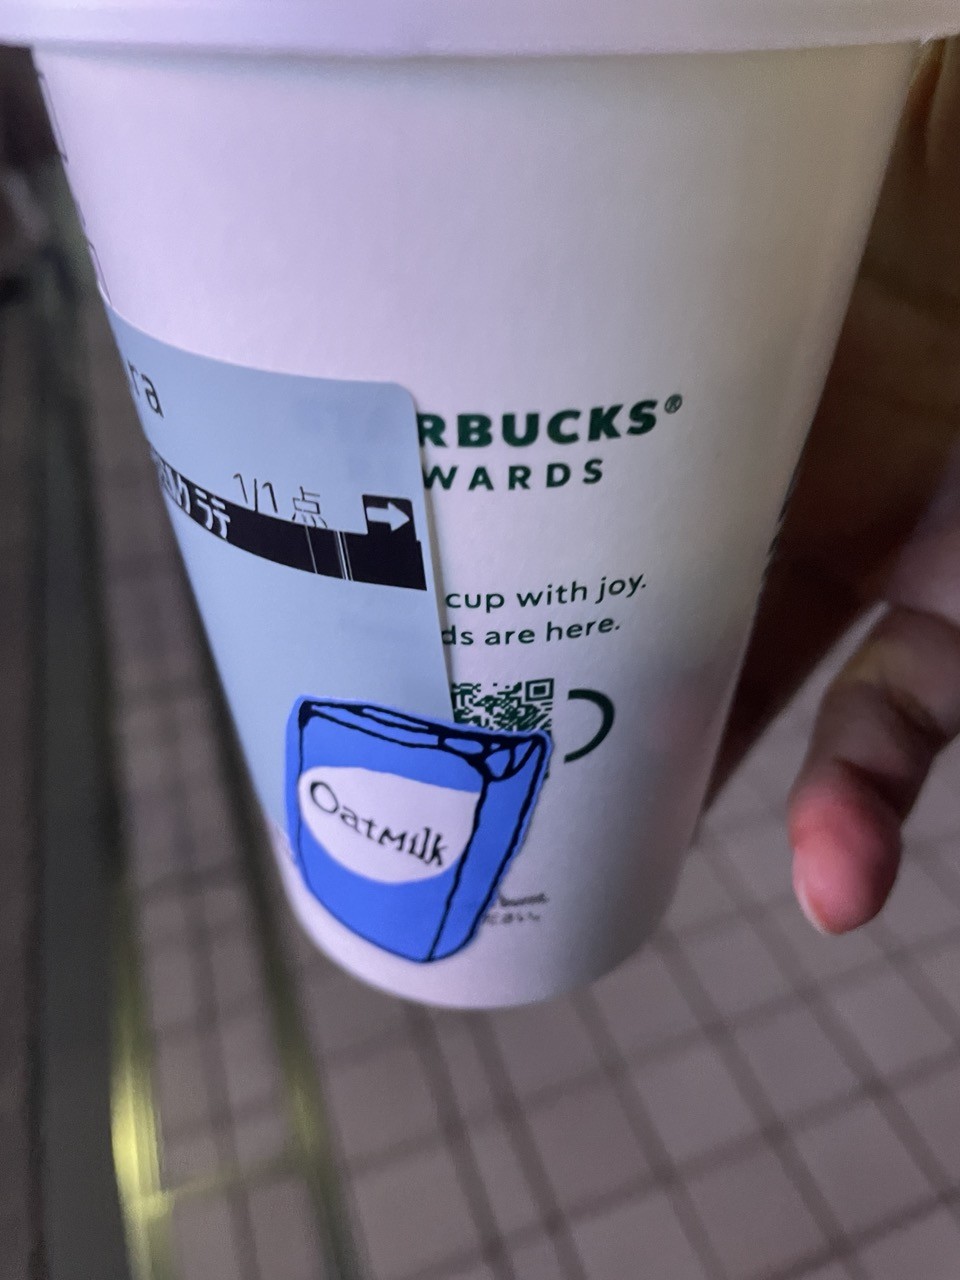 ra
1/1 点
RBUCKS®
WARDS
cup with joy.
ds are here.
OatMilk